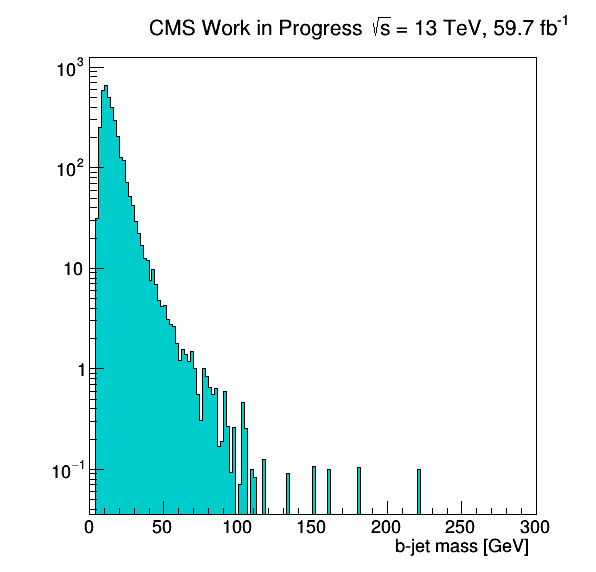 CMS Work in Progress √s = 13 TeV, 59.7 fb⁻¹
10³
10²
10
1
10⁻¹
0 50 100 150 200 250 300
b-jet mass [GeV]